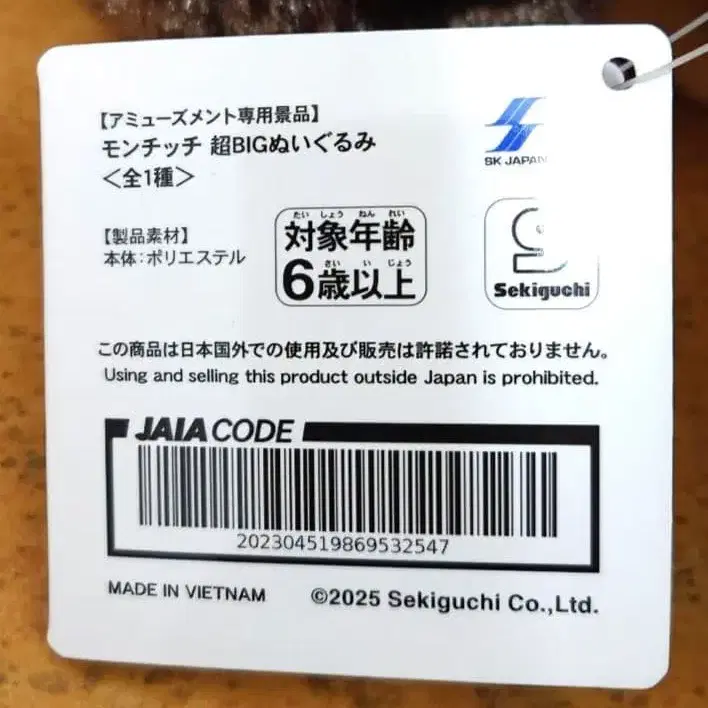 【アミューズメント専用景品】
モンチッチ 超BIGぬいぐるみ
＜全1種＞
SK JAPAN
【製品素材】
本体：ポリエステル
たい しょう ねん れい
対象年齢
さい い じょう
6歳以上
Sekiguchi
この商品は日本国外での使用及び販売は許諾されておりません。
Using and selling this product outside Japan is prohibited.
JAIA CODE
202304519869532547
MADE IN VIETNAM
©2025 Sekiguchi Co.,Ltd.